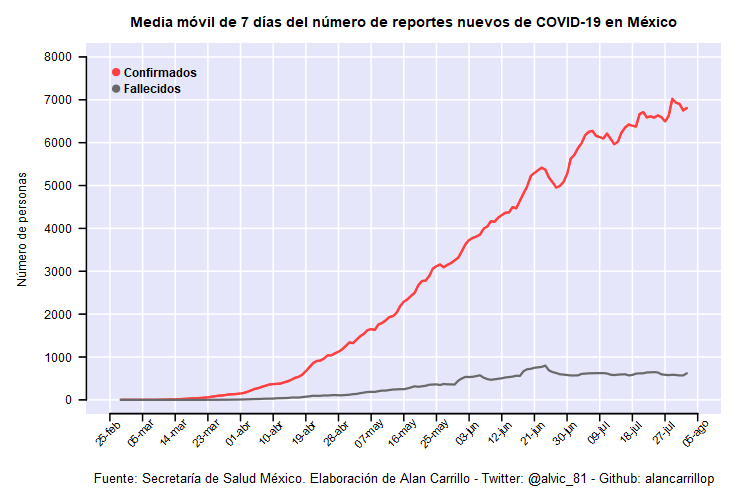 Media móvil de 7 días del número de reportes nuevos de COVID-19 en México
8000
Confirmados
Fallecidos
7000
6000
5000
4000
3000
2000
1000
0
Número de personas
25-feb
05-mar
14-mar
23-mar
01-abr
10-abr
19-abr
28-abr
07-may
16-may
25-may
03-jun
12-jun
21-jun
30-jun
09-jul
18-jul
27-jul
05-ago
Fuente: Secretaría de Salud México. Elaboración de Alan Carrillo - Twitter: @alvic_81 - Github: alancarrillop